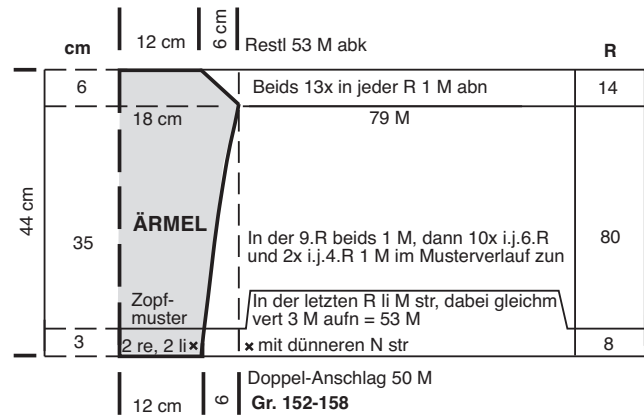 12 cm 6 cm Restl 53 M abk
cm R
6 Beids 13x in jeder R 1 M abn 14
18 cm 79 M
44 cm
ÄRMEL
35 In der 9.R beids 1 M, dann 10x i.j.6.R 80
und 2x i.j.4.R 1 M im Musterverlauf zun
Zopf- In der letzten R li M str, dabei gleichm
muster vert 3 M aufn = 53 M
3 2 re, 2 li × × mit dünneren N str 8
Doppel-Anschlag 50 M
12 cm 6 Gr. 152-158